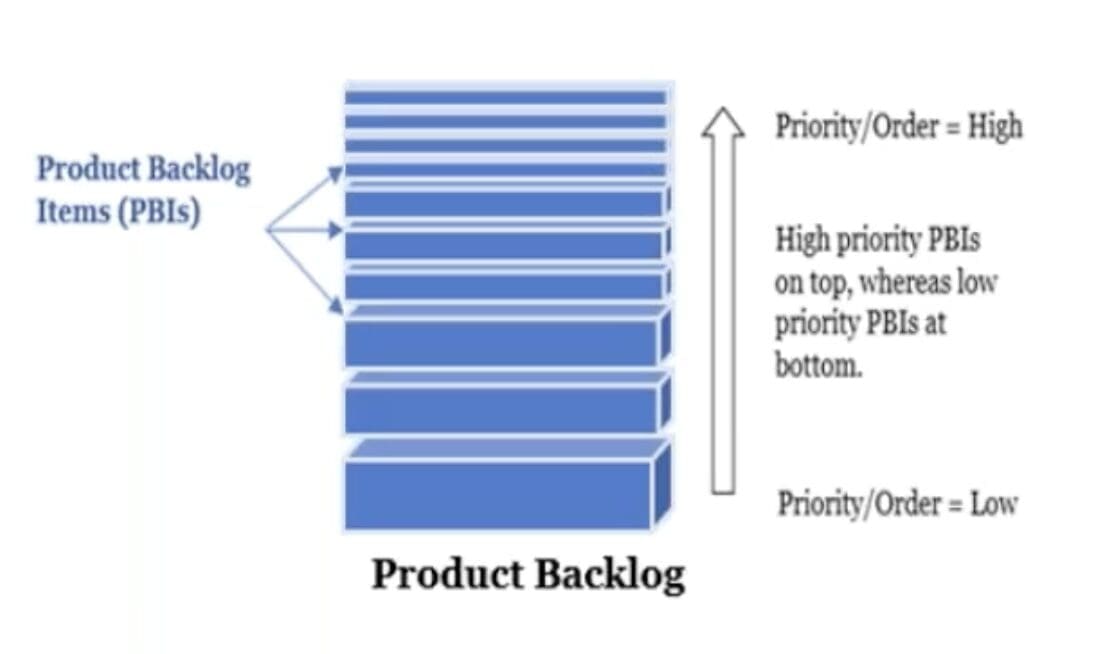 Product Backlog
Items (PBIs)
Priority/Order = High
High priority PBIs
on top, whereas low
priority PBIs at
bottom.
Priority/Order = Low
Product Backlog